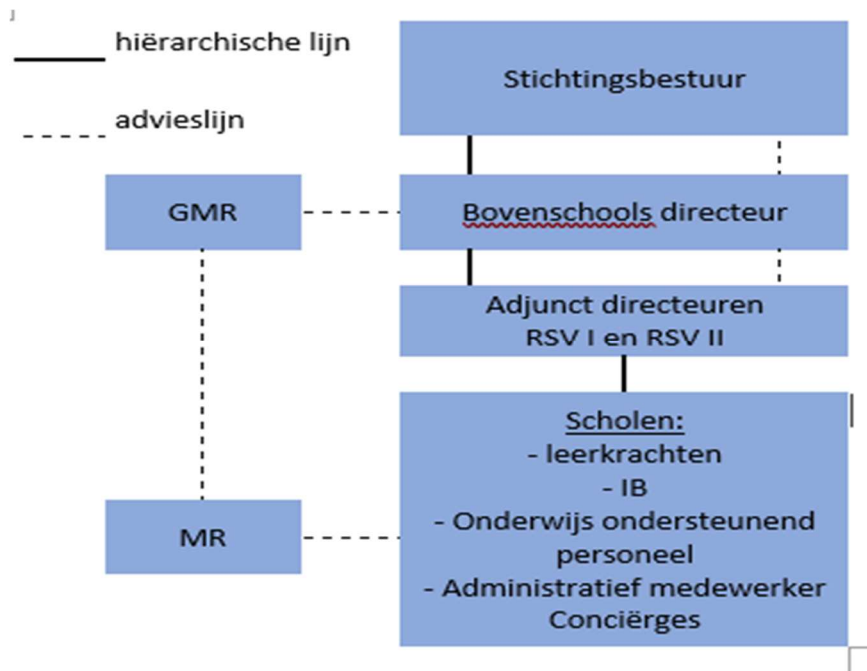 hiërarchische lijn
advieslijn
Stichtingsbestuur
GMR
Bovenschools directeur
Adjunct directeuren
RSV I en RSV II
Scholen:
- leerkrachten
- IB
- Onderwijs ondersteunend
personeel
- Administratief medewerker
Conciërges
MR